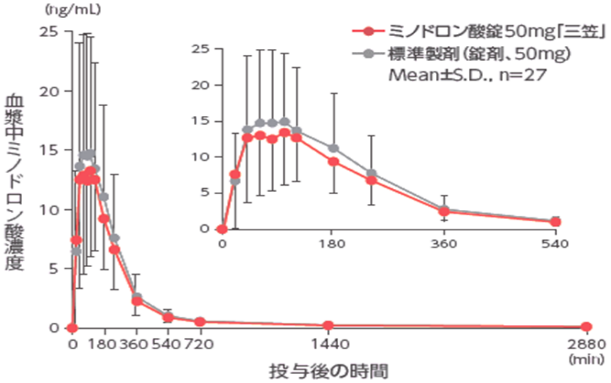 (ng/mL)
25
20
15
10
5
0
血漿中ミノドロン酸濃度
25
20
15
10
5
0
0 180 360 540
ミノドロン酸錠50mg「三笠」
標準製剤(錠剤、50mg)
Mean±S.D., n=27
0 180 360 540 720 1440 2880
(min)
投与後の時間